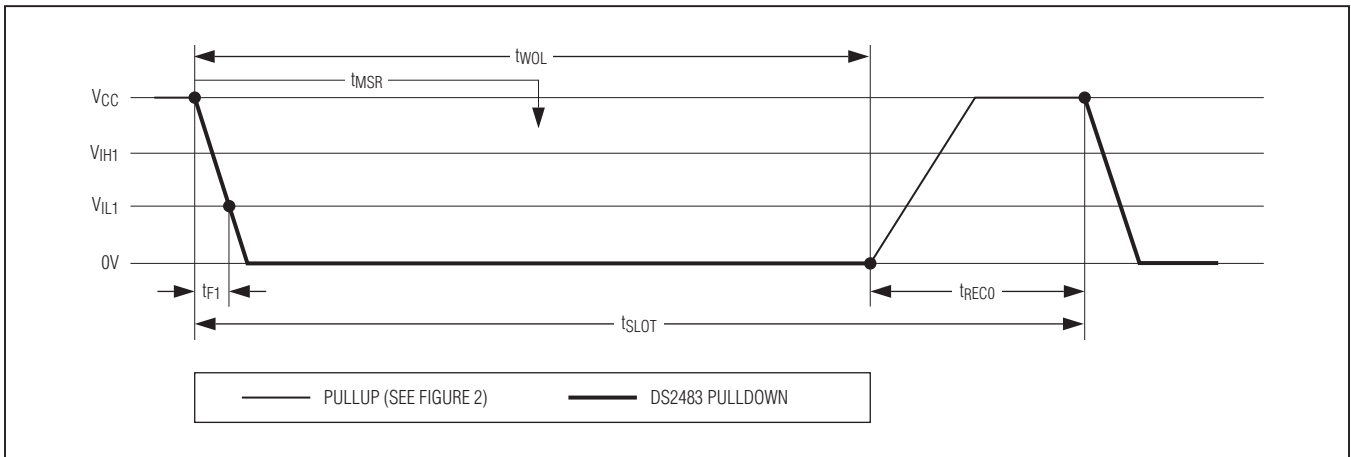 tWOL
tMSR
VCC
VIH1
VIL1
0V
tF1
tREC0
tSLOT
PULLUP (SEE FIGURE 2)
DS2483 PULLDOWN